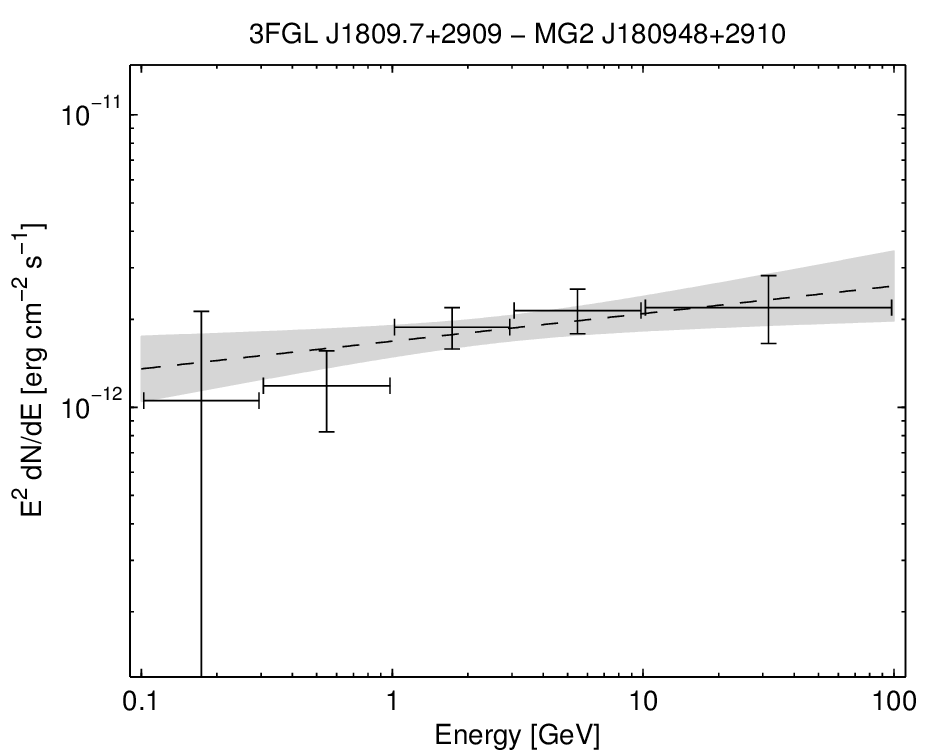 3FGL J1809.7+2909 − MG2 J180948+2910
10⁻¹¹
10⁻¹²
E² dN/dE [erg cm⁻² s⁻¹]
0.1 1 10 100
Energy [GeV]